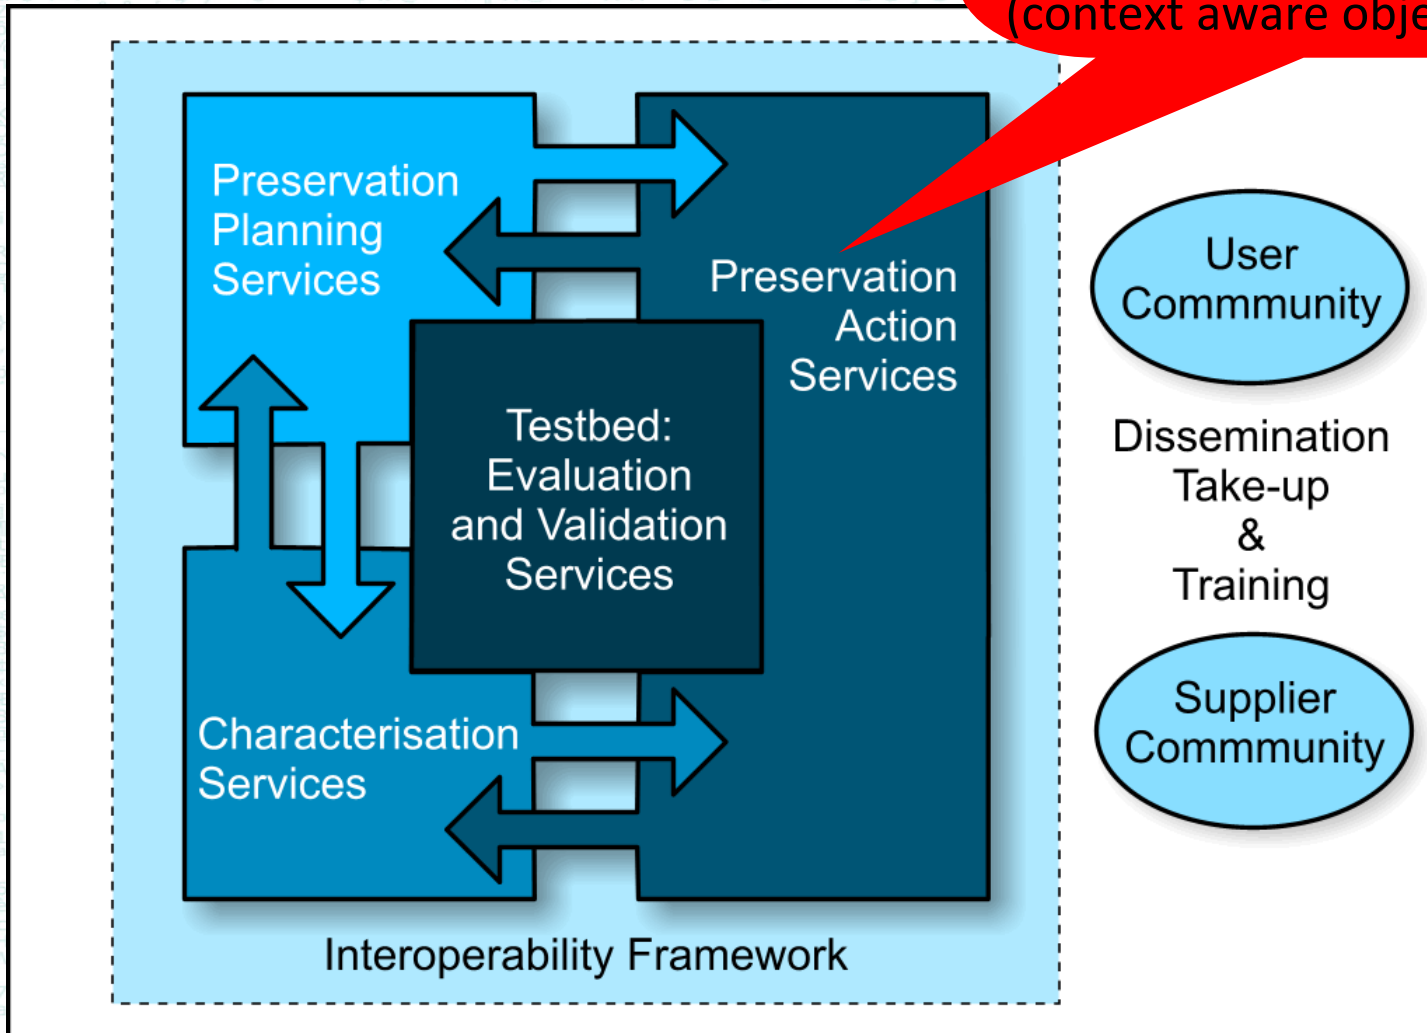 (context aware
Preservation
Planning
Services
Preservation
Action
Services
User
Commmunity
Testbed:
Evaluation
and Validation
Services
Dissemination
Take-up
&
Training
Characterisation
Services
Supplier
Commmunity
Interoperability Framework